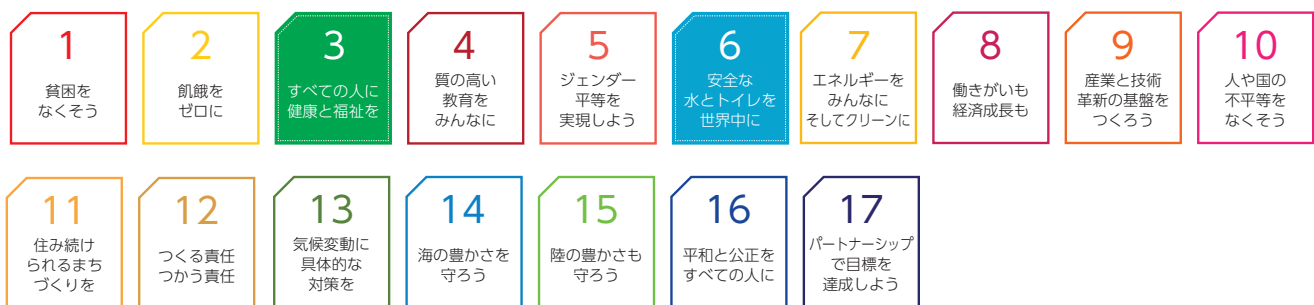 1
貧困を
なくそう
2
飢餓を
ゼロに
3
すべての人に
健康と福祉を
4
質の高い
教育を
みんなに
5
ジェンダー
平等を
実現しよう
6
安全な
水とトイレを
世界中に
7
エネルギーを
みんなに
そしてクリーンに
8
働きがいも
経済成長も
9
産業と技術
革新の基盤を
つくろう
10
人や国の
不平等を
なくそう
11
住み続け
られるまち
づくりを
12
つくる責任
つかう責任
13
気候変動に
具体的な
対策を
14
海の豊かさを
守ろう
15
陸の豊かさも
守ろう
16
平和と公正を
すべての人に
17
パートナーシップ
で目標を
達成しよう